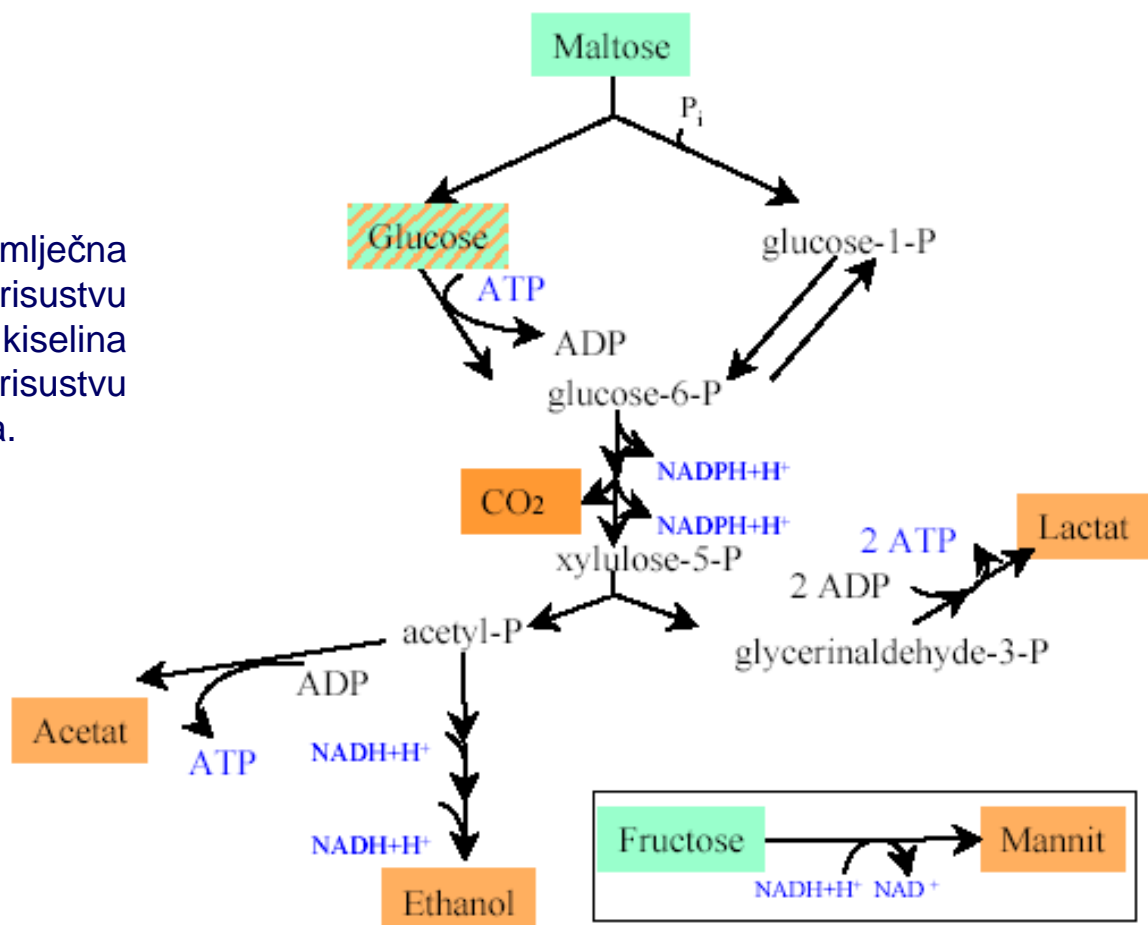 mlječna
risustvu
kiselina
risustvu
a.
Maltose
Pi
Glucose
glucose-1-P
ATP
ADP
glucose-6-P
NADPH+H⁺
CO2
NADPH+H⁺
xylulose-5-P
Lactat
2 ATP
2 ADP
acetyl-P
glycerinaldehyde-3-P
ADP
Acetat
ATP
NADH+H⁺
NADH+H⁺
Ethanol
Fructose
Mannit
NADH+H⁺ NAD⁺